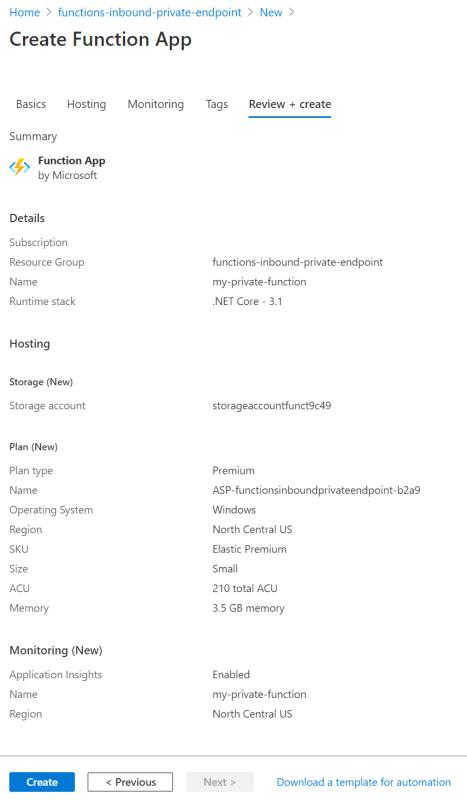 Home > functions-inbound-private-endpoint > New >
Create Function App
Basics Hosting Monitoring Tags Review + create
Summary
Function App
by Microsoft
Details
Subscription
Resource Group functions-inbound-private-endpoint
Name my-private-function
Runtime stack .NET Core - 3.1
Hosting
Storage (New)
Storage account storageaccountfunct9c49
Plan (New)
Plan type Premium
Name ASP-functionsinboundprivateendpoint-b2a9
Operating System Windows
Region North Central US
SKU Elastic Premium
Size Small
ACU 210 total ACU
Memory 3.5 GB memory
Monitoring (New)
Application Insights Enabled
Name my-private-function
Region North Central US
Create < Previous Next > Download a template for automation